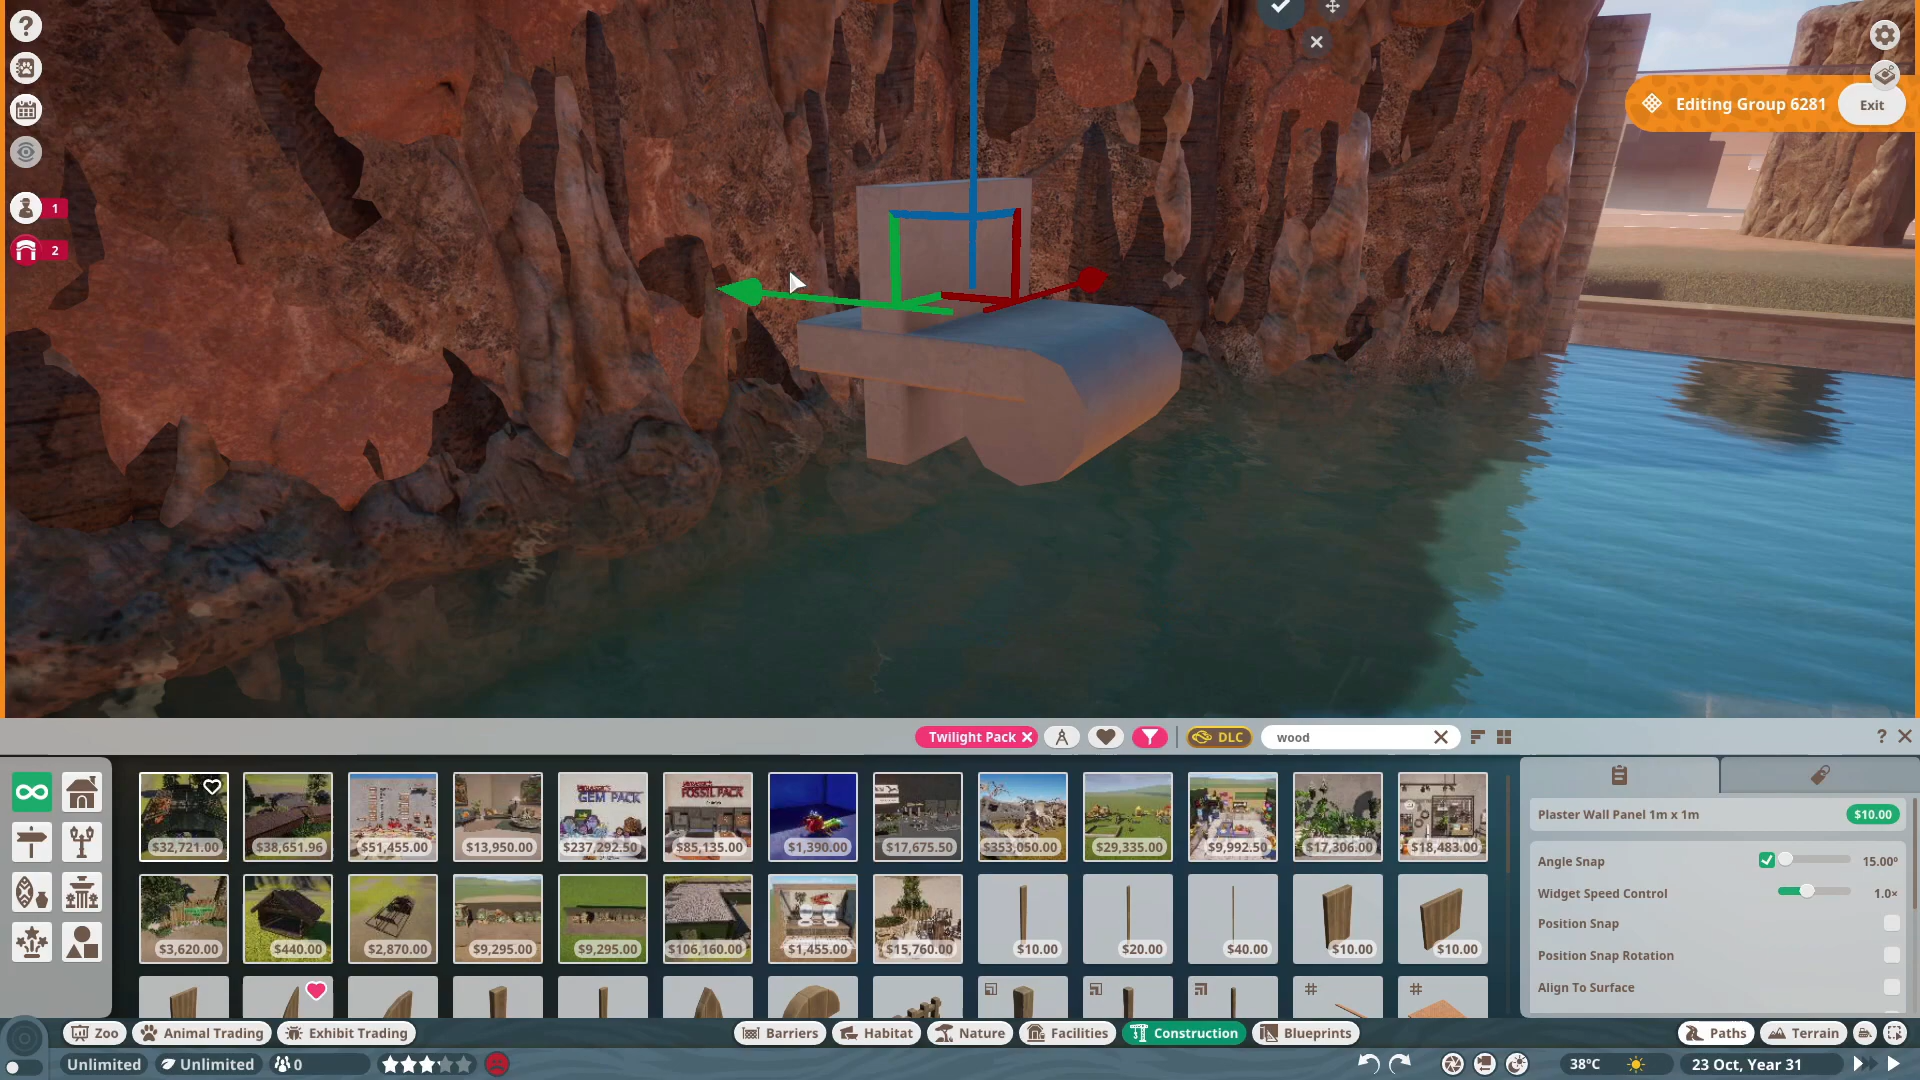 ?
1
2
Editing Group 6281
Exit
Twilight Pack
DLC
wood
?
$32,721.00
$38,651.96
$51,455.00
$13,950.00
GEM PACK
$237,292.50
FOSSIL PACK
$85,135.00
$1,390.00
$17,675.50
$353,050.00
$29,335.00
$9,992.50
$17,306.00
$18,483.00
$3,620.00
$440.00
$2,870.00
$9,295.00
$9,295.00
$106,160.00
$1,455.00
$15,760.00
$10.00
$20.00
$40.00
$10.00
$10.00
Plaster Wall Panel 1m x 1m
$10.00
Angle Snap
15.00°
Widget Speed Control
1.0×
Position Snap
Position Snap Rotation
Align To Surface
Zoo
Animal Trading
Exhibit Trading
Barriers
Habitat
Nature
Facilities
Construction
Blueprints
Paths
Terrain
Unlimited
Unlimited
0
38°C
23 Oct, Year 31